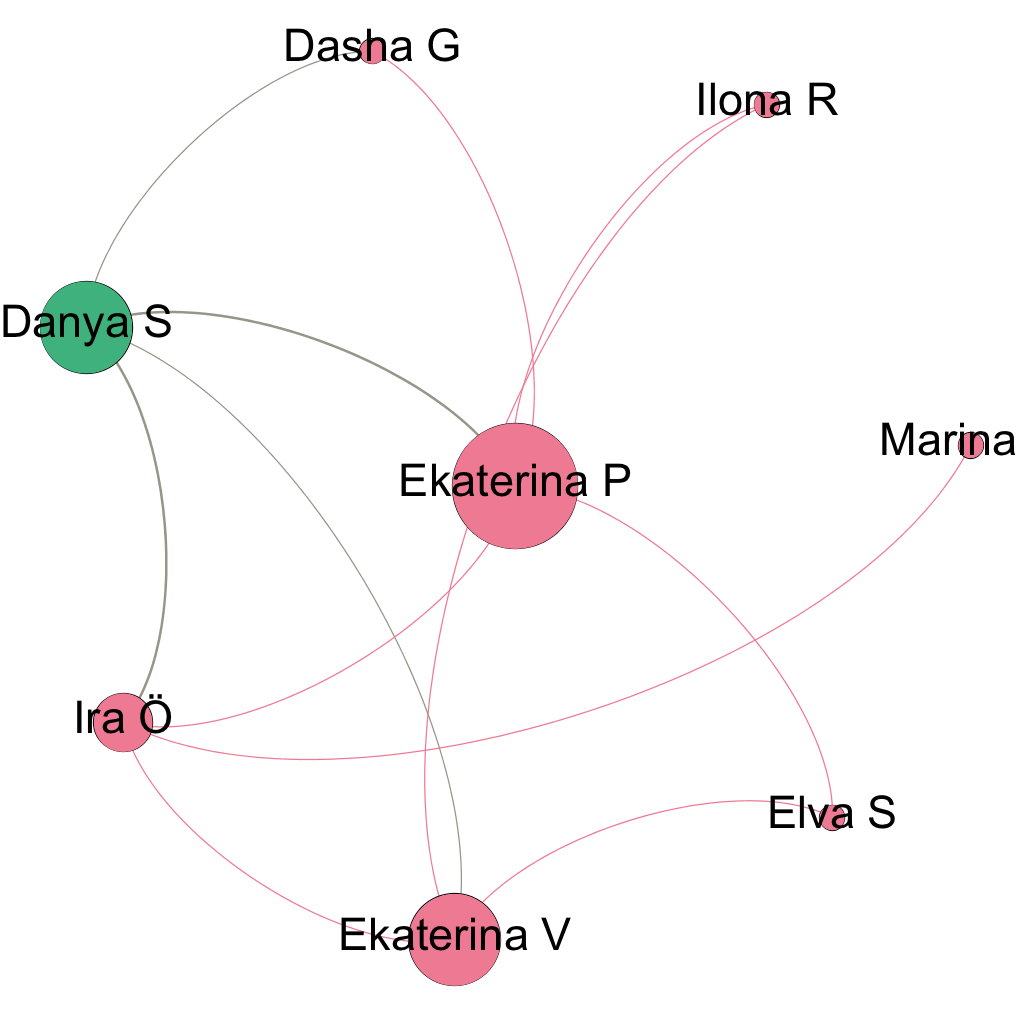 Dasha G
Ilona R
Danya S
Marina
Ekaterina P
Ira Ö
Elva S
Ekaterina V